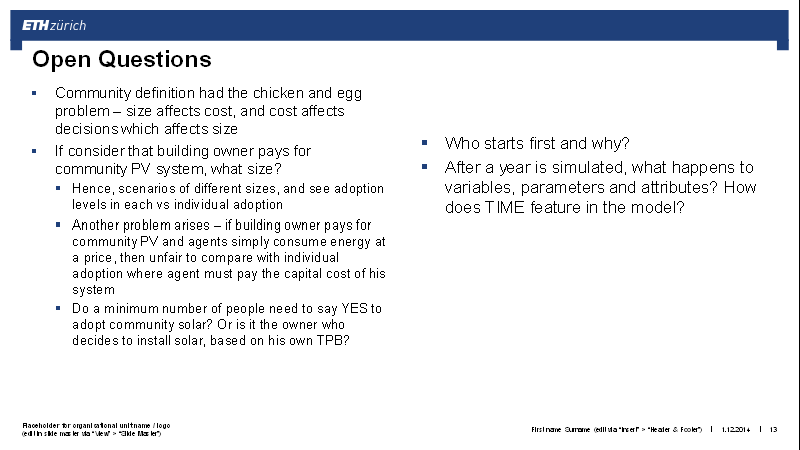 ETH zürich
Open Questions
▪ Community definition had the chicken and egg
problem – size affects cost, and cost affects
decisions which affects size
▪ If consider that building owner pays for
community PV system, what size?
▪ Hence, scenarios of different sizes, and see adoption
levels in each vs individual adoption
▪ Another problem arises – if building owner pays for
community PV and agents simply consume energy at
a price, then unfair to compare with individual
adoption where agent must pay the capital cost of his
system
▪ Do a minimum number of people need to say YES to
adopt community solar? Or is it the owner who
decides to install solar, based on his own TPB?
▪ Who starts first and why?
▪ After a year is simulated, what happens to
variables, parameters and attributes? How
does TIME feature in the model?
Placeholder for organisational unit name / logo
(edit in slide master via "View" > "Slide Master")
First name Surname (edit via "Insert" > "Header & Footer") | 1.12.2014 | 13